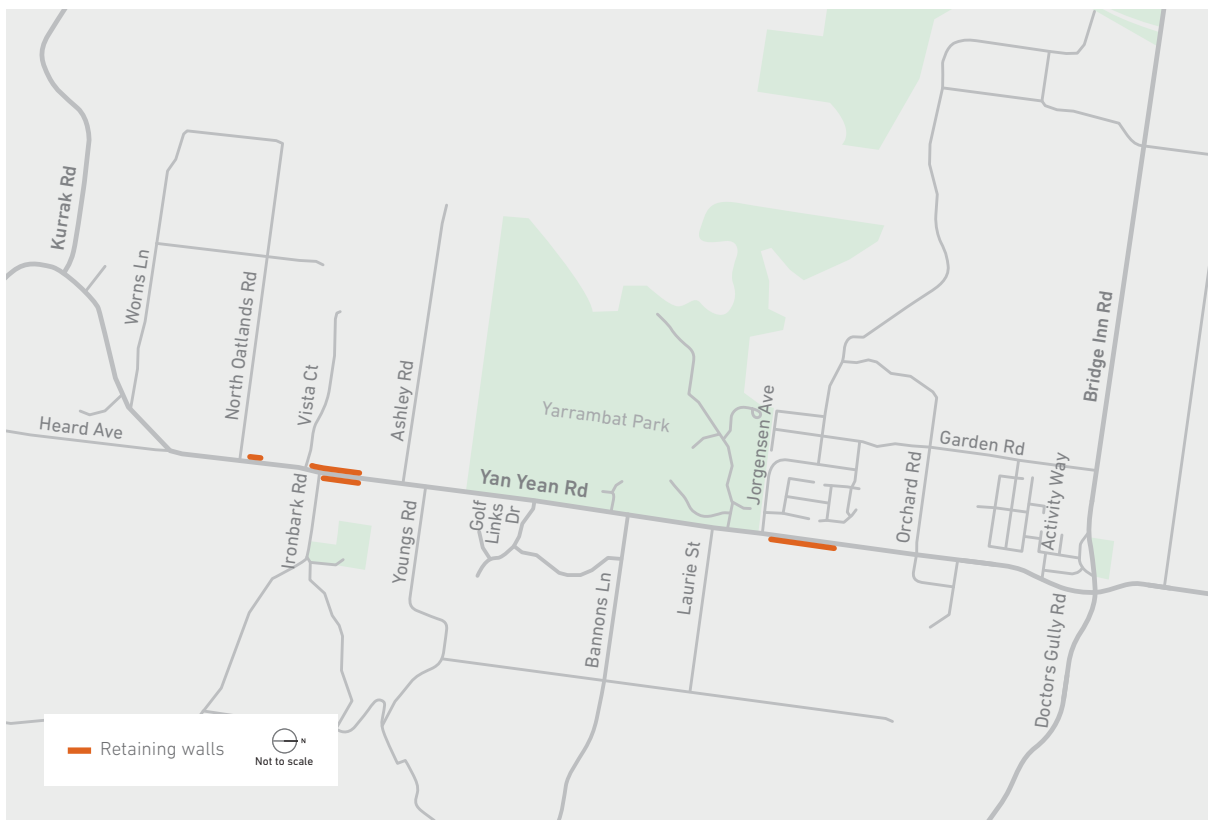 Kurrak Rd
Worns Ln
North Oatlands Rd
Vista Ct
Ashley Rd
Heard Ave
Yarrambat Park
Yan Yean Rd
Jorgensen Ave
Garden Rd
Bridge Inn Rd
Orchard Rd
Activity Way
Ironbark Rd
Youngs Rd
Golf
Links
Dr
Bannons Ln
Laurie St
Doctors Gully Rd
Retaining walls
N
Not to scale